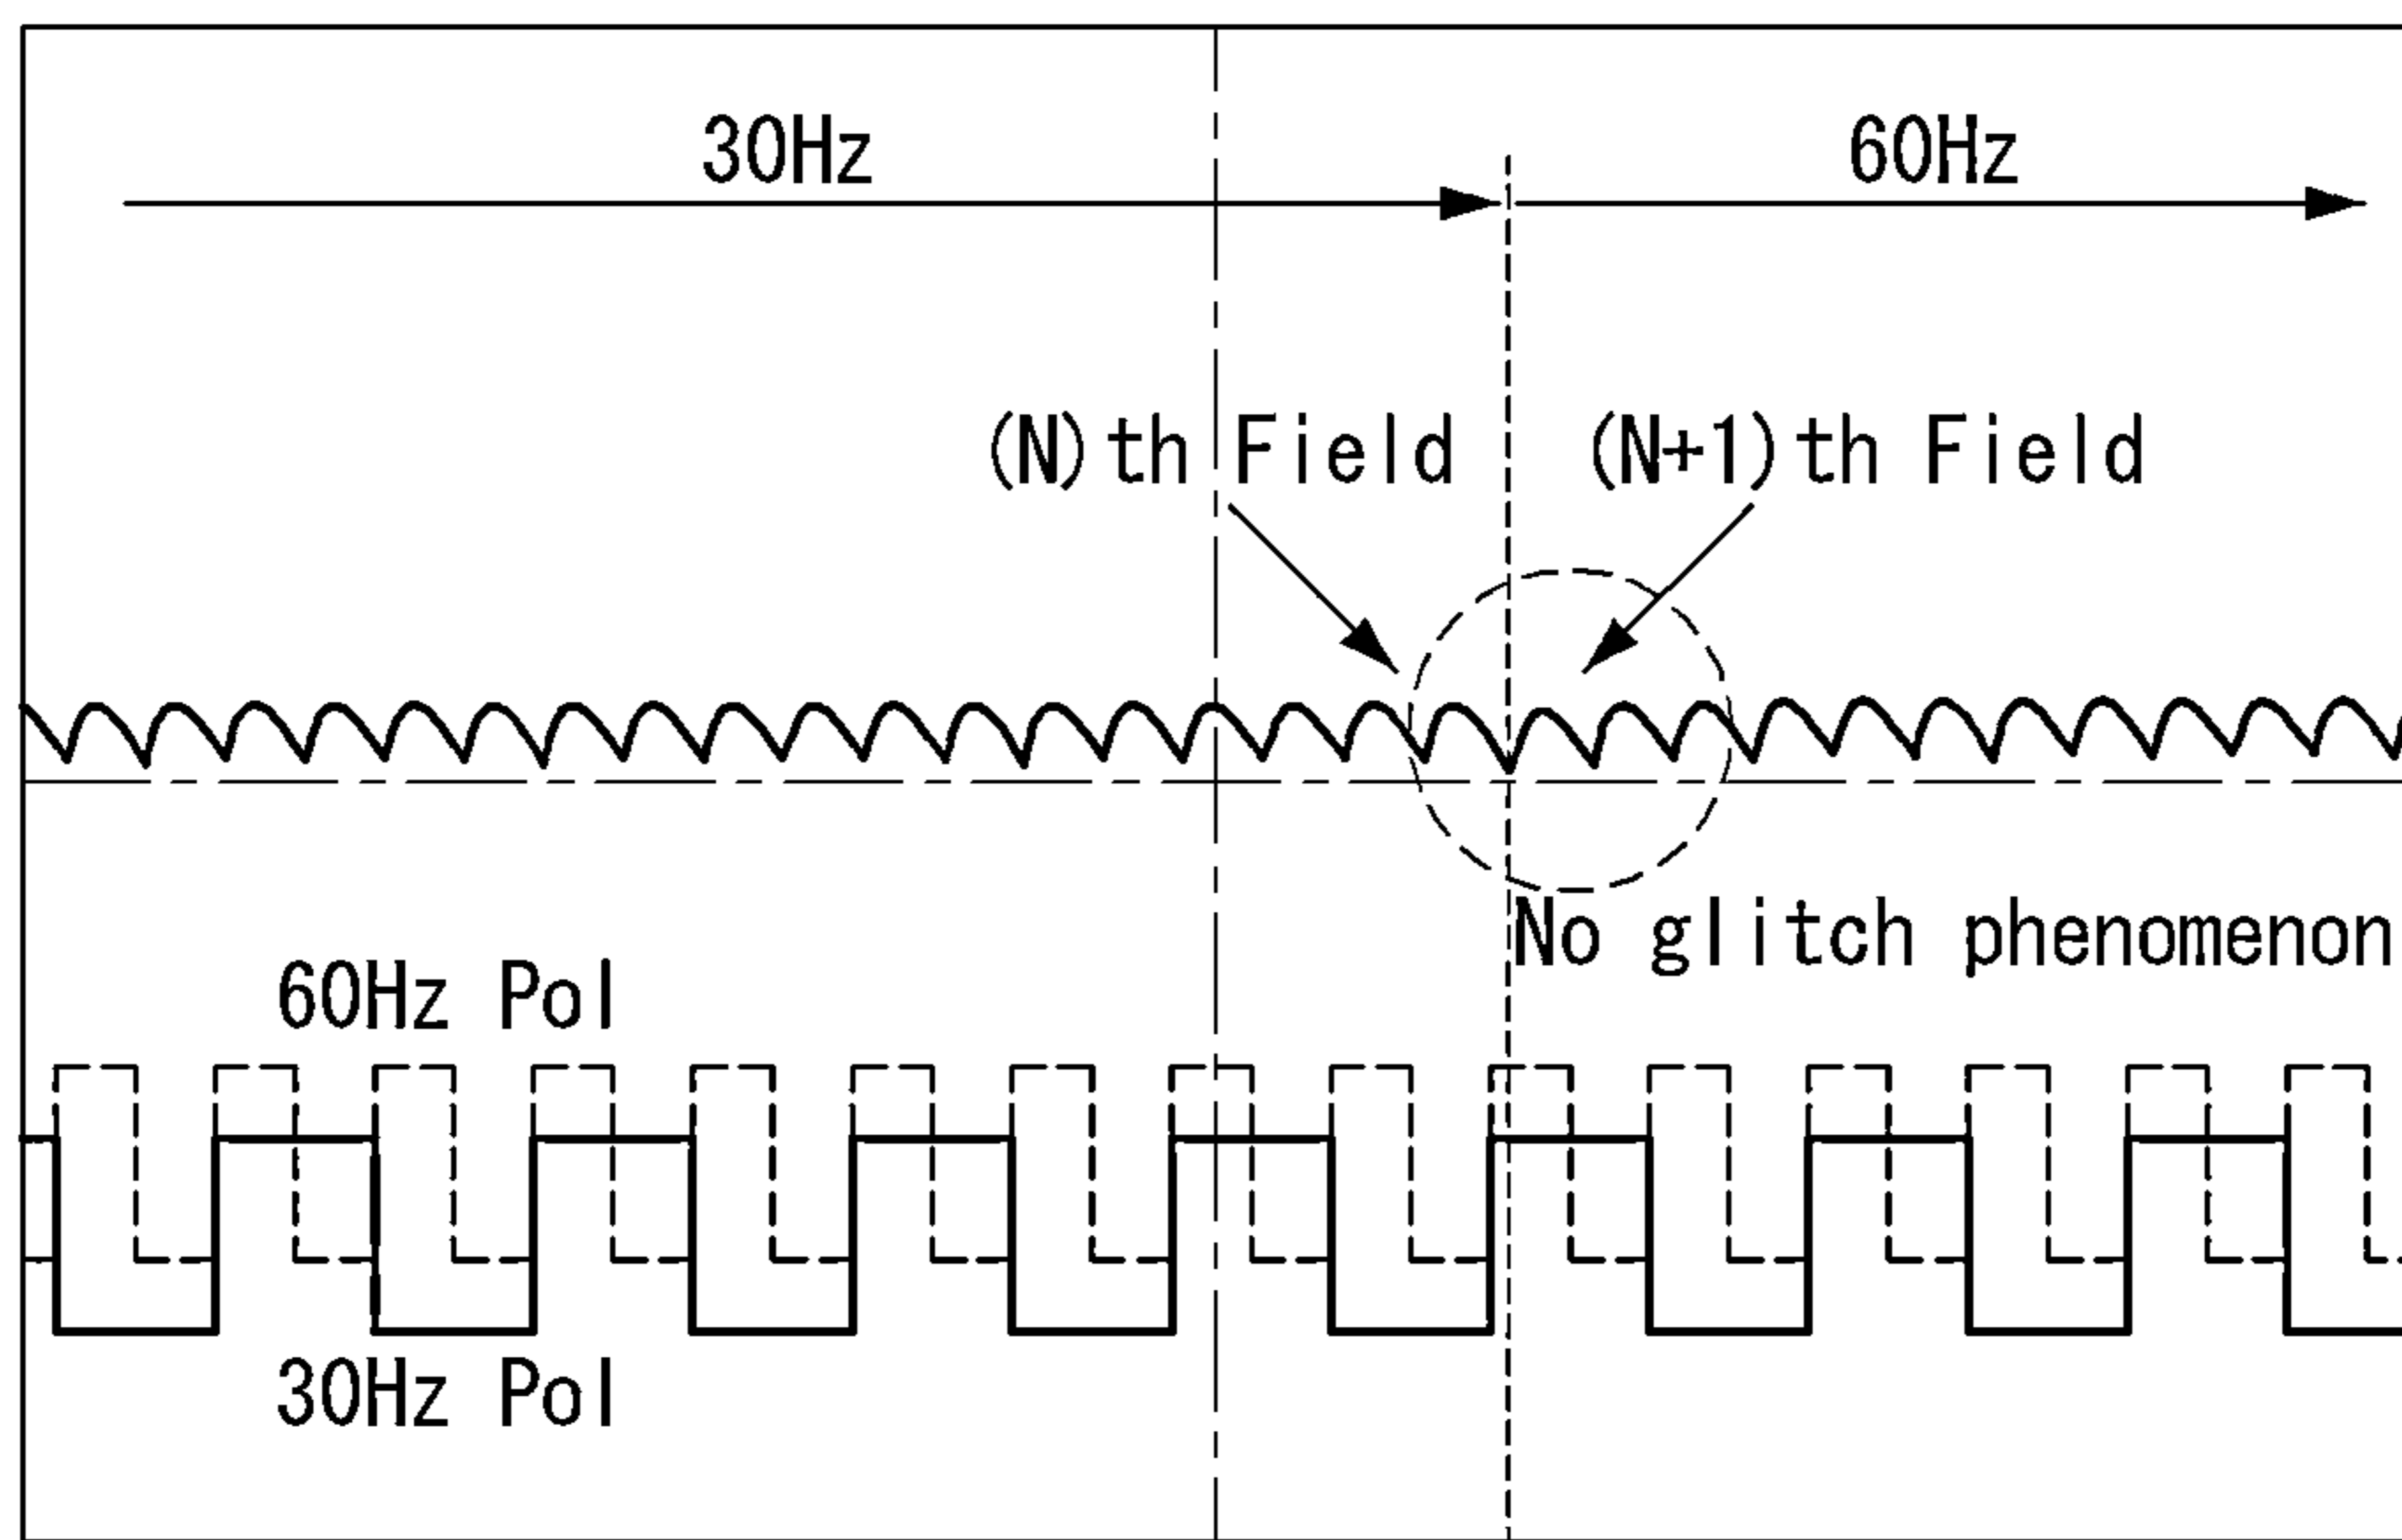 30Hz
60Hz
(N)th Field
(N+1)th Field
No glitch phenomenon
60Hz Pol
30Hz Pol